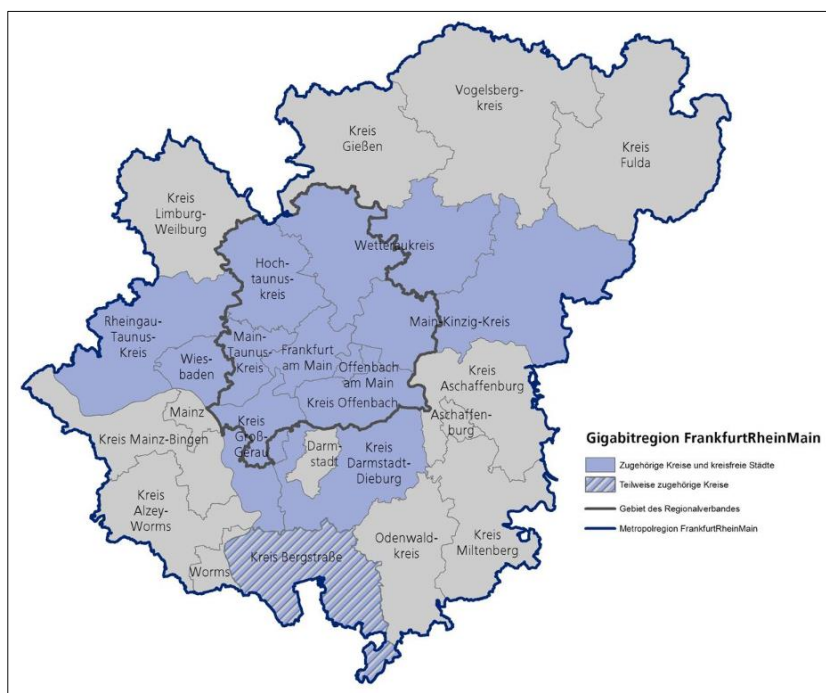 Vogelsberg-
kreis
Kreis
Gießen
Kreis
Fulda
Kreis
Limburg-
Weilburg
Wetteraukreis
Hoch-
taunus-
kreis
Rheingau-
Taunus-
Kreis
Main-
Taunus-
Kreis
Frankfurt
am Main
Main-Kinzig-Kreis
Wies-
baden
Offenbach
am Main
Kreis
Aschaffenburg
Kreis Offenbach
Mainz
Aschaffen-
burg
Kreis Mainz-Bingen
Kreis
Groß-
Gerau
Darm-
stadt
Kreis
Darmstadt-
Dieburg
Kreis
Alzey-
Worms
Odenwald-
kreis
Kreis
Miltenberg
Worms
Kreis Bergstraße
Gigabitregion FrankfurtRheinMain
Zugehörige Kreise und kreisfreie Städte
Teilweise zugehörige Kreise
Gebiet des Regionalverbandes
Metropolregion FrankfurtRheinMain